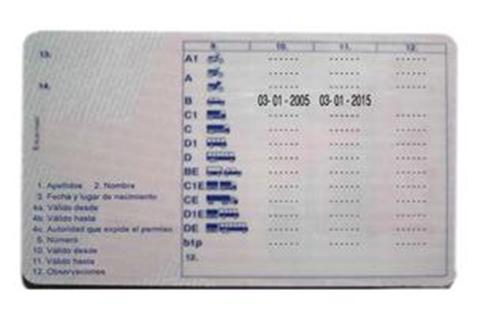 9. 10. 11. 12.
13.
A1 ----- ----- -----
-----  ----- -----
A
----- ----- -----
14.
B 03-01-2005 03-01-2015 -----
C1 ----- ----- -----
C ----- ----- -----
D1 ----- ----- -----
D ----- ----- -----
BE ----- ----- -----
C1E ----- ----- -----
CE ----- ----- -----
D1E ----- ----- -----
DE ----- ----- -----
btp ----- ----- -----
12.
1. Apellidos 2. Nombre
3. Fecha y lugar de nacimiento
4a. Válido desde
4b. Válido hasta
4c. Autoridad que expide el permiso
5. Número
10. Válido desde
11. Válido hasta
12. Observaciones